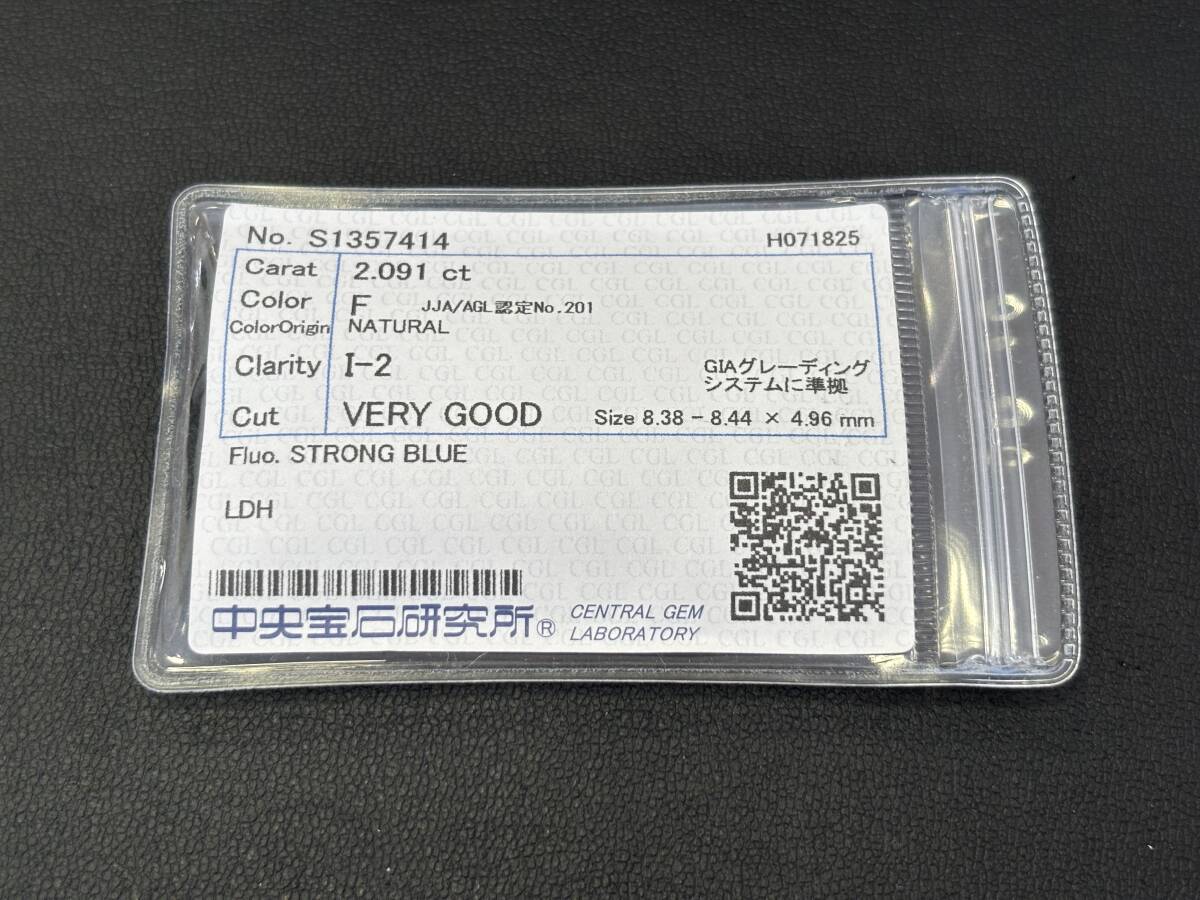 No. S1357414 H071825
Carat 2.091 ct
Color F JJA/AGL認定No.201
ColorOrigin NATURAL
Clarity I-2 GIAグレーディング
システムに準拠
Cut VERY GOOD Size 8.38 - 8.44 × 4.96 mm
Fluo. STRONG BLUE
LDH
中央宝石研究所® CENTRAL GEM
LABORATORY